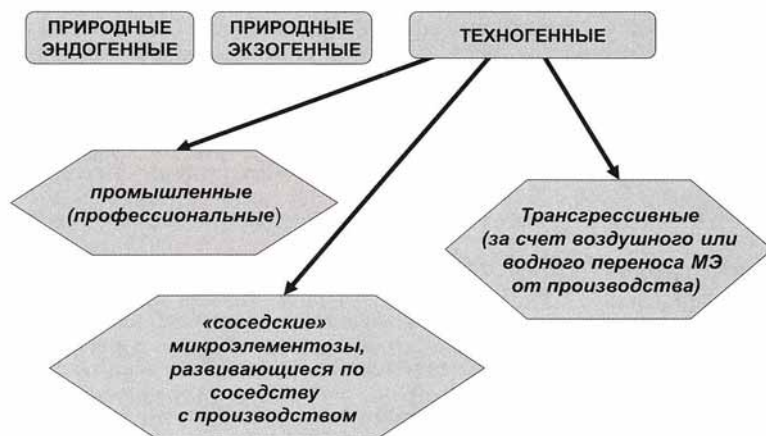 ПРИРОДНЫЕ
ЭНДОГЕННЫЕ
ПРИРОДНЫЕ
ЭКЗОГЕННЫЕ
ТЕХНОГЕННЫЕ
промышленные
(профессиональные)
Трансгрессивные
(за счет воздушного или
водного переноса МЭ
от производства)
«соседские»
микроэлементозы,
развивающиеся по
соседству
с производством